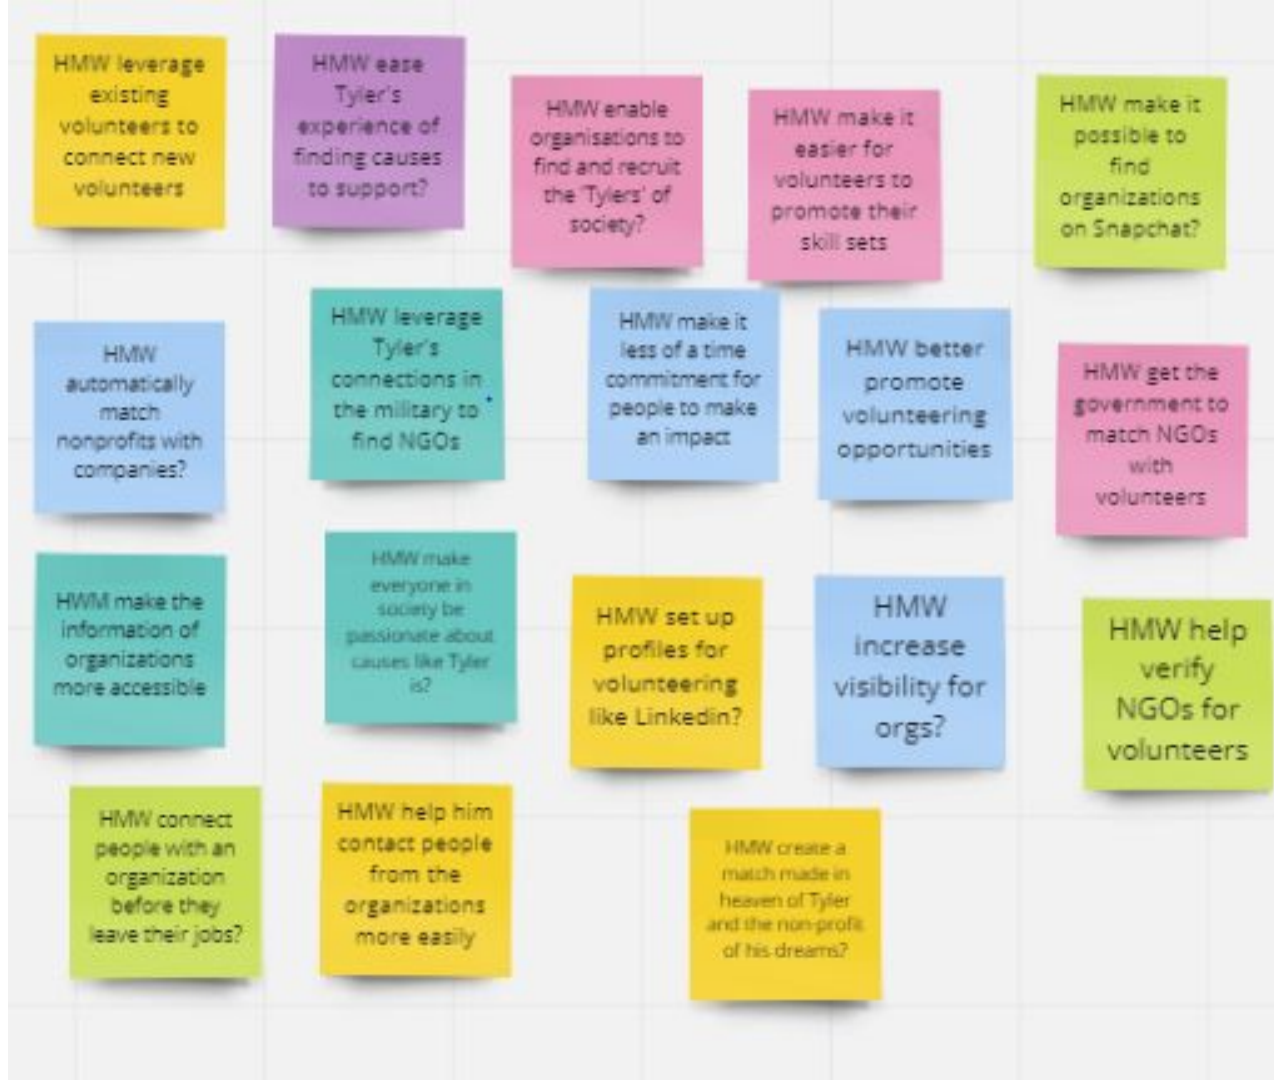 HMW leverage
existing
volunteers to
connect new
volunteers
HMW ease
Tyler's
experience of
finding causes
to support?
HMW enable
organisations to
find and recruit
the 'Tylers' of
society?
HMW make it
easier for
volunteers to
promote their
skill sets
HMW make it
possible to
find
organizations
on Snapchat?
HMW
automatically
match
nonprofits with
companies?
HMW leverage
Tyler's
connections in
the military to
find NGOs
HMW make it
less of a time
commitment for
people to make
an impact
HMW better
promote
volunteering
opportunities
HMW get the
government to
match NGOs
with
volunteers
HWM make the
information of
organizations
more accessible
HMW make
everyone in
society be
passionate about
causes like Tyler
is?
HMW set up
profiles for
volunteering
like Linkedin?
HMW
increase
visibility for
orgs?
HMW help
verify
NGOs for
volunteers
HMW connect
people with an
organization
before they
leave their jobs?
HMW help him
contact people
from the
organizations
more easily
HMW create a
match made in
heaven of Tyler
and the non-profit
of his dreams?